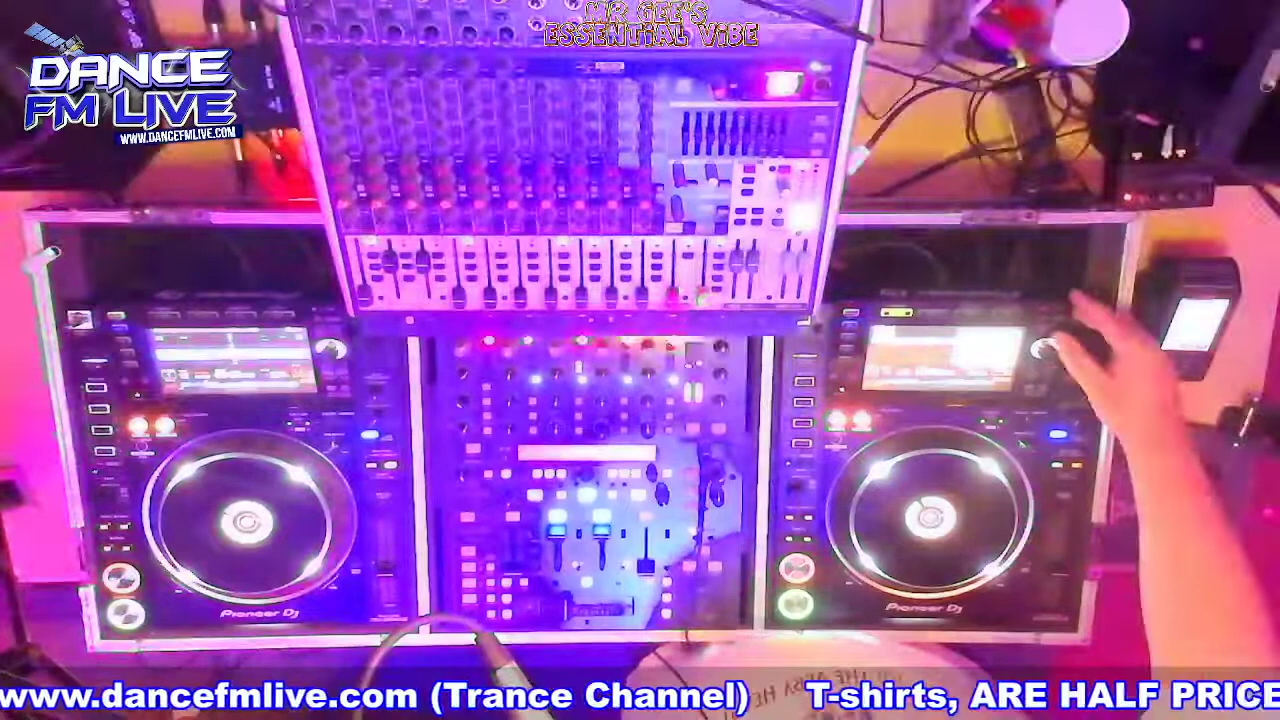 MR GEE'S
ESSENTIAL VIBE
DANCE
FM LIVE
WWW.DANCEFMLIVE.COM
Pioneer Dj
Pioneer Dj
www.dancefmlive.com (Trance Channel) T-shirts, ARE HALF PRICE